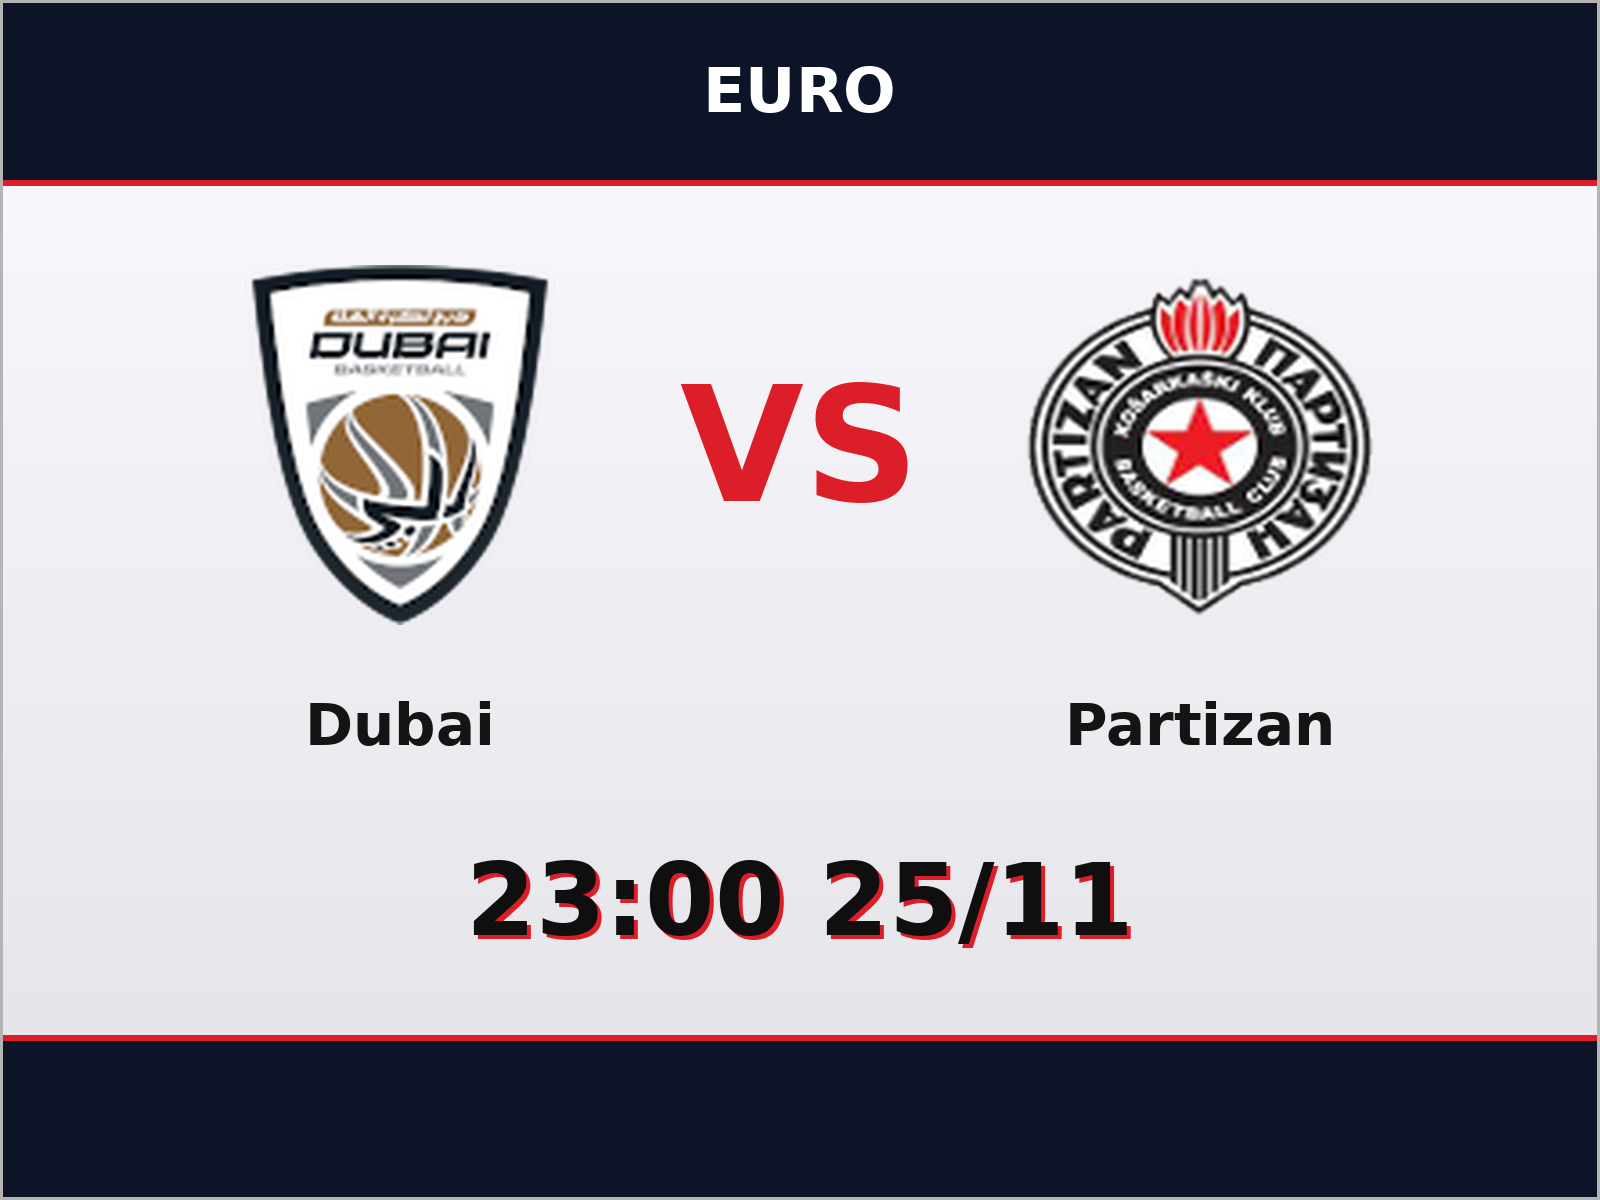 EURO
DUBAI
BASKETBALL
VS
PARTIZAN ПАРТИЗАН
KOŠARKAŠKI KLUB
BASKETBALL CLUB
Dubai
Partizan
23:00 25/11